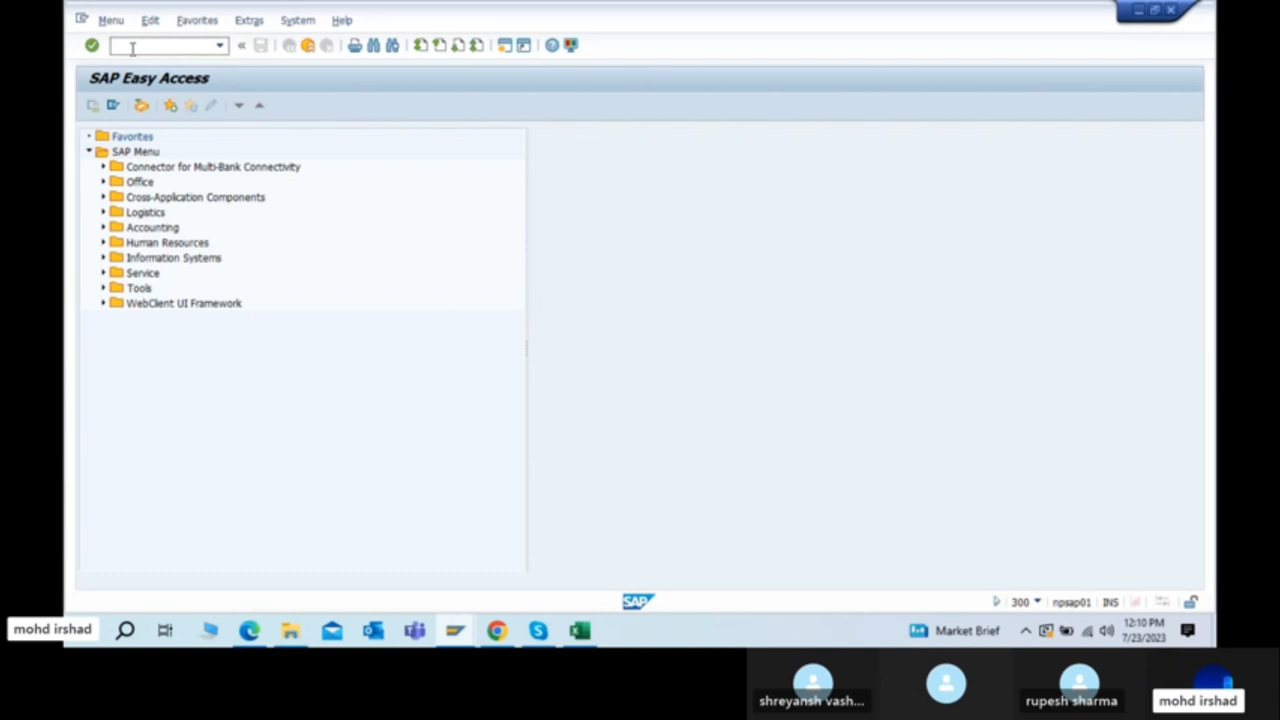 Menu Edit Favorites Extras System Help
SAP Easy Access
Favorites
SAP Menu
Connector for Multi-Bank Connectivity
Office
Cross-Application Components
Logistics
Accounting
Human Resources
Information Systems
Service
Tools
WebClient UI Framework
SAP
300 npsap01 INS
mohd irshad
Market Brief
12:10 PM
7/23/2023
shreyansh vash...
rupesh sharma
mohd irshad